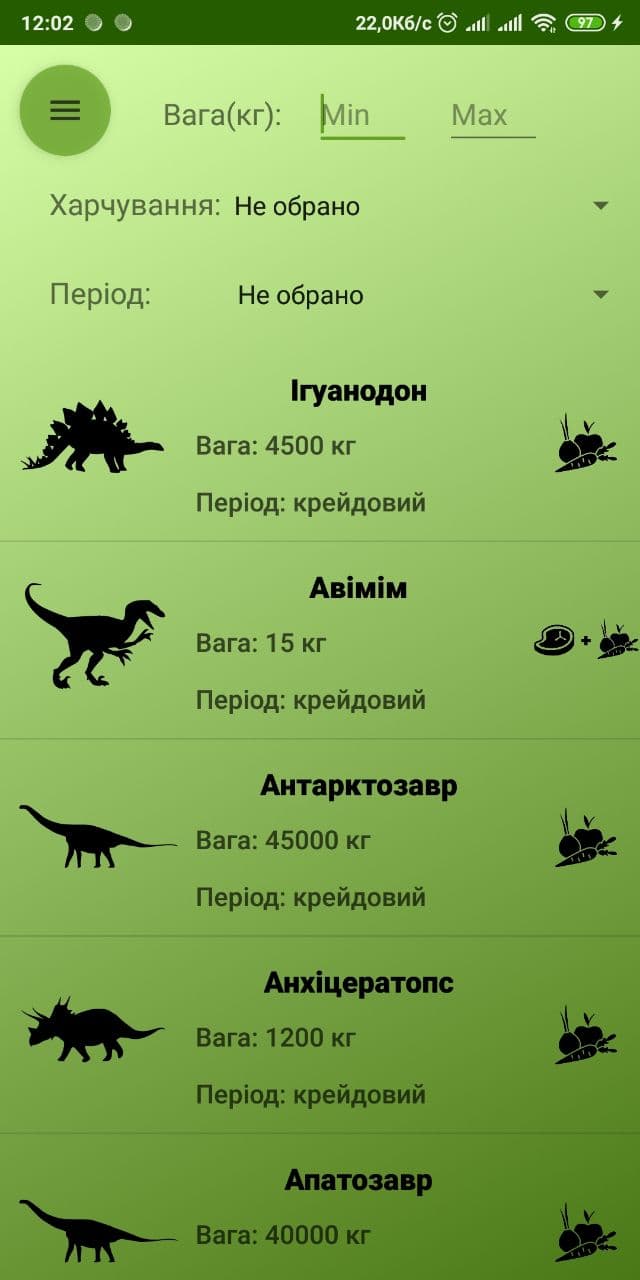 12:02 22,0Кб/с 97
Вага(кг): Min Max
Харчування: Не обрано
Період: Не обрано
Ігуанодон
Вага: 4500 кг
Період: крейдовий
Авімім
Вага: 15 кг
Період: крейдовий
Антарктозавр
Вага: 45000 кг
Період: крейдовий
Анхіцератопс
Вага: 1200 кг
Період: крейдовий
Апатозавр
Вага: 40000 кг